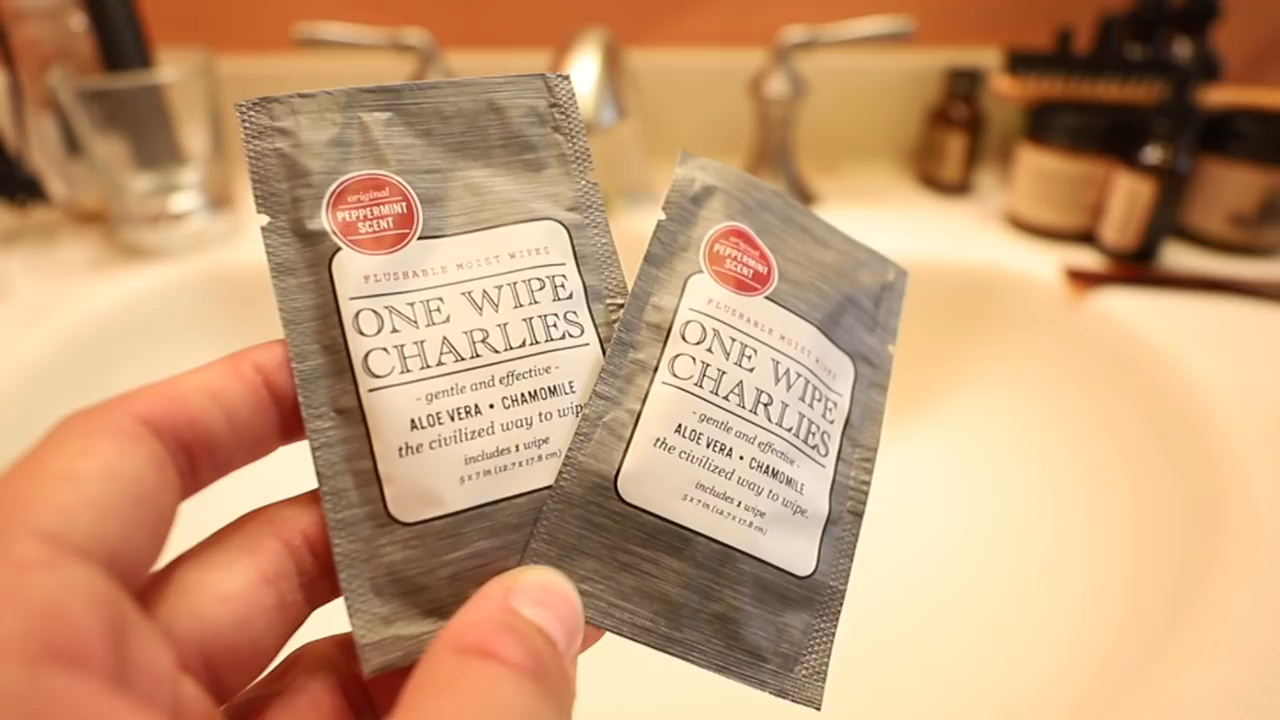 original
PEPPERMINT
SCENT
FLUSHABLE MOIST WIPES
ONE WIPE
CHARLIES
- gentle and effective -
ALOE VERA • CHAMOMILE
the civilized way to wip
includes 1 wipe
5 x 7 in (12.7 x 17.8 cm)
original
PEPPERMINT
SCENT
FLUSHABLE MOIST WIPES
ONE WIPE
CHARLIES
- gentle and effective -
ALOE VERA • CHAMOMILE
the civilized way to wipe.
includes 1 wipe
5 x 7 in (12.7 x 17.8 cm)